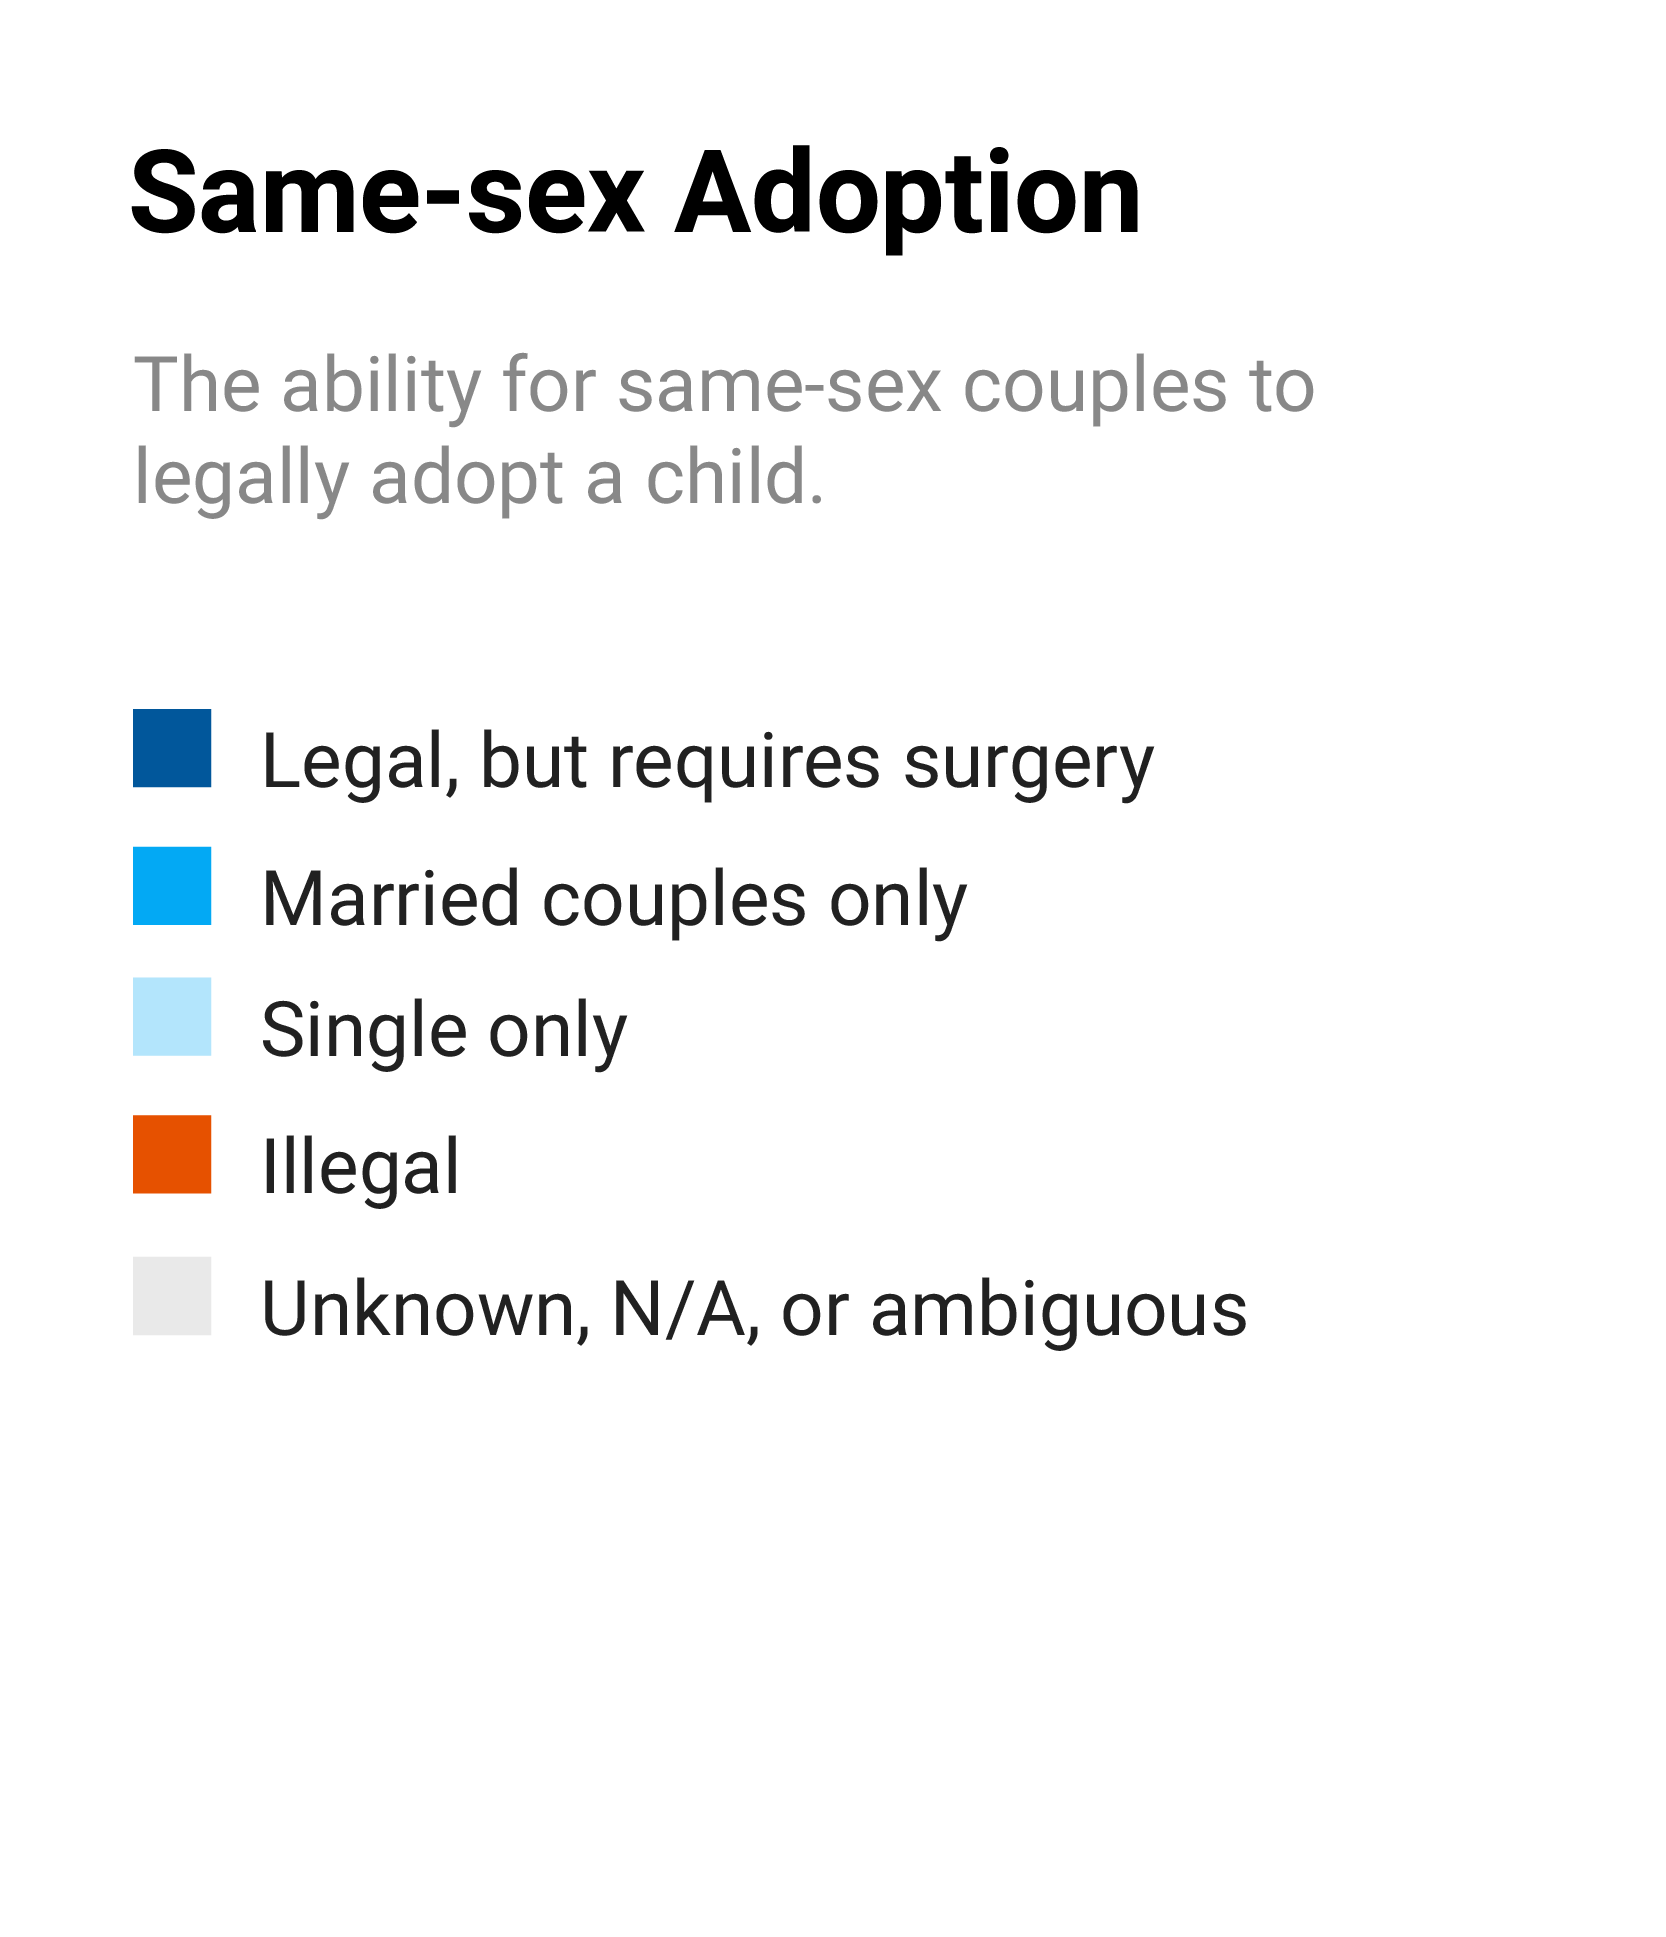 Same-sex Adoption
The ability for same-sex couples to
legally adopt a child.
Legal, but requires surgery
Married couples only
Single only
Illegal
Unknown, N/A, or ambiguous